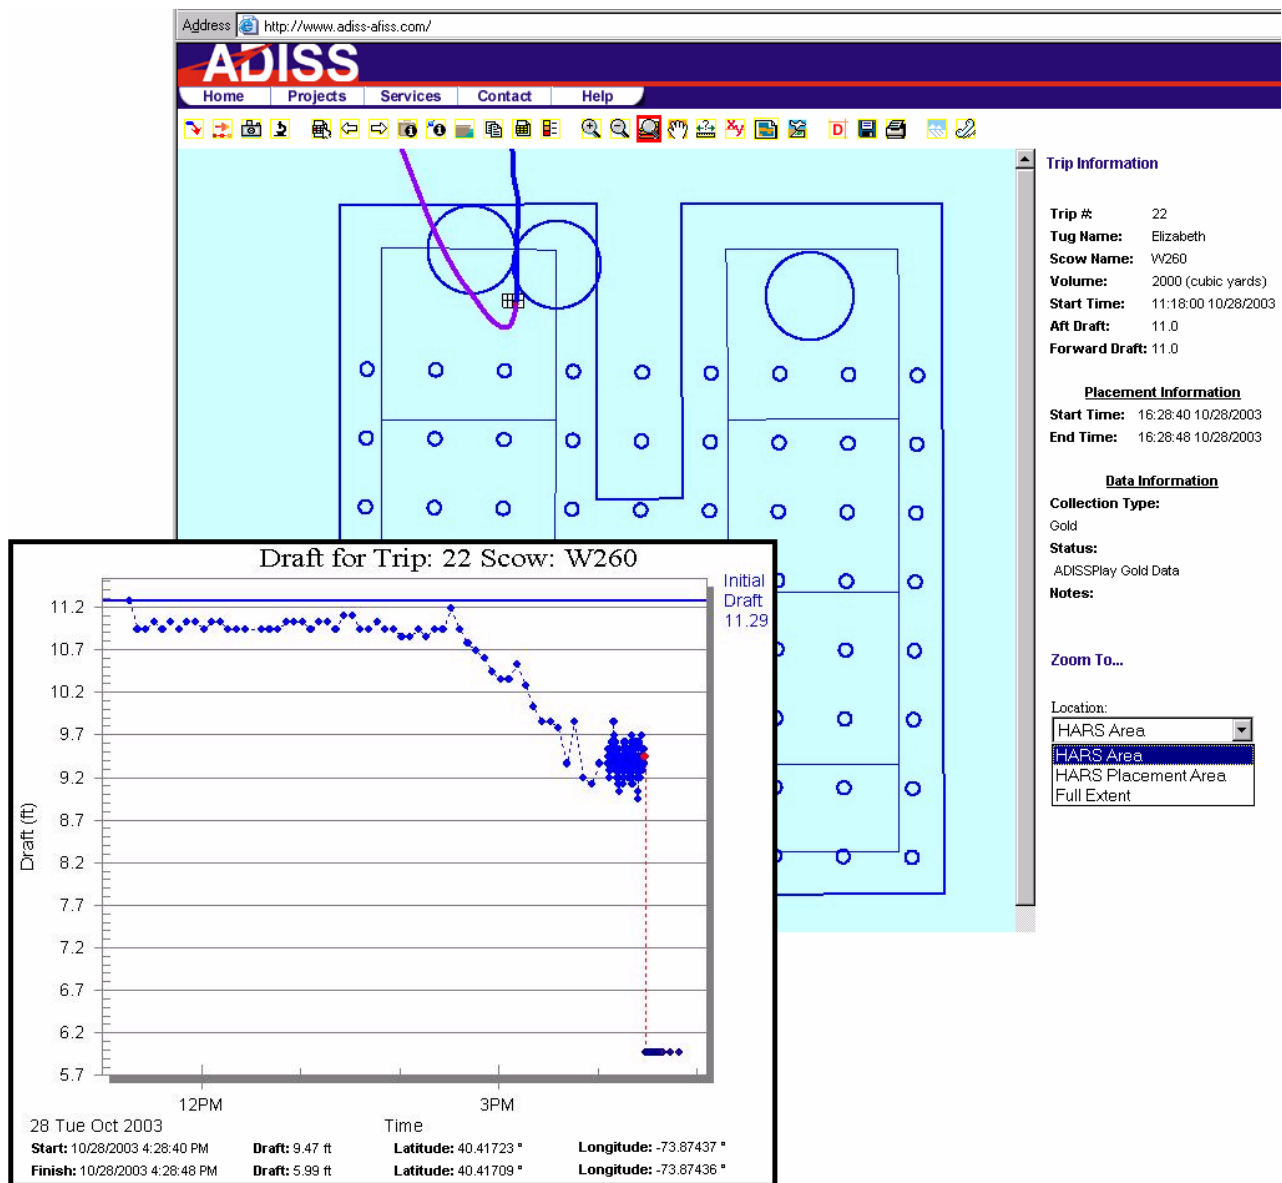 Address http://www.adiss-afiss.com/
ADISS
Home Projects Services Contact Help
Xy D
Trip Information
Trip #: 22
Tug Name: Elizabeth
Scow Name: W260
Volume: 2000 (cubic yards)
Start Time: 11:18:00 10/28/2003
Aft Draft: 11.0
Forward Draft: 11.0
Placement Information
Start Time: 16:28:40 10/28/2003
End Time: 16:28:48 10/28/2003
Data Information
Collection Type:
Gold
Status:
ADISSPlay Gold Data
Notes:
Zoom To...
Location:
HARS Area
HARS Area
HARS Placement Area
Full Extent
Draft for Trip: 22 Scow: W260
Initial
Draft
11.29
11.2
10.7
10.2
9.7
9.2
8.7
8.2
7.7
7.2
6.7
6.2
5.7
Draft (ft)
12PM 3PM
28 Tue Oct 2003 Time
Start: 10/28/2003 4:28:40 PM Draft: 9.47 ft Latitude: 40.41723 ° Longitude: -73.87437 °
Finish: 10/28/2003 4:28:48 PM Draft: 5.99 ft Latitude: 40.41709 ° Longitude: -73.87436 °